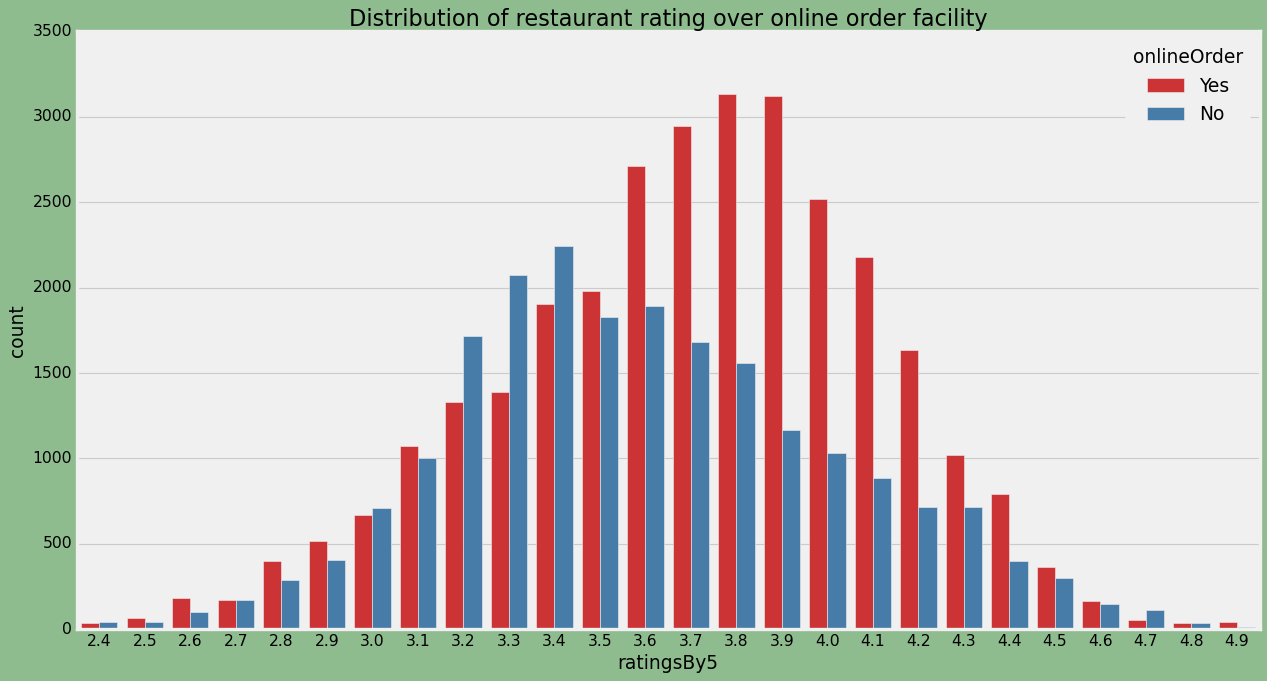 Distribution of restaurant rating over online order facility
3500
3000
2500
2000
1500
1000
500
0
count
onlineOrder
Yes
No
2.4 2.5 2.6 2.7 2.8 2.9 3.0 3.1 3.2 3.3 3.4 3.5 3.6 3.7 3.8 3.9 4.0 4.1 4.2 4.3 4.4 4.5 4.6 4.7 4.8 4.9
ratingsBy5